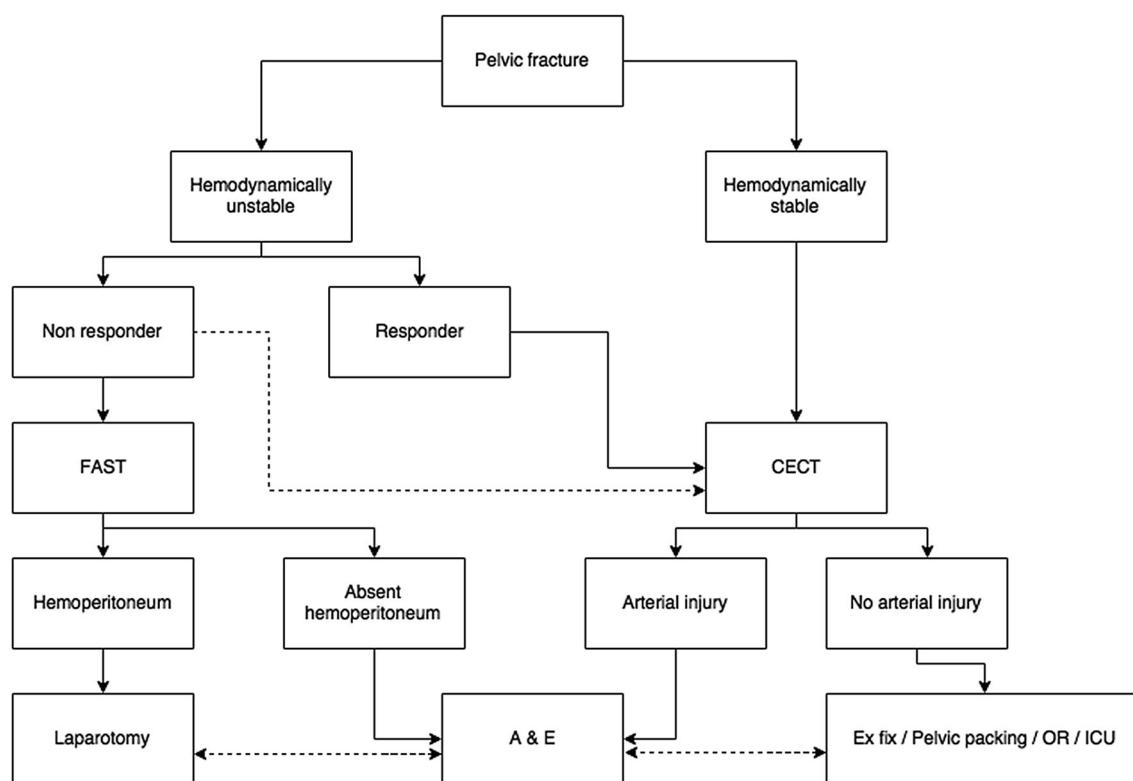 Pelvic fracture
Hemodynamically
unstable
Hemodynamically
stable
Non responder
Responder
FAST
CECT
Hemoperitoneum
Absent
hemoperitoneum
Arterial injury
No arterial injury
Laparotomy
A & E
Ex fix / Pelvic packing / OR / ICU